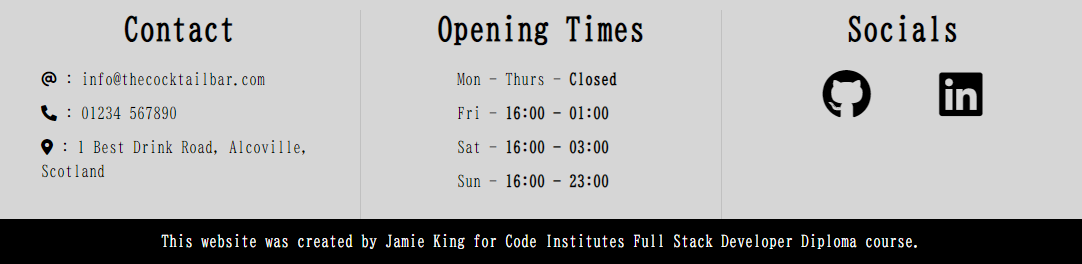 Contact
@ : info@thecocktailbar.com
: 01234 567890
: 1 Best Drink Road, Alcoville,
Scotland
Opening Times
Mon - Thurs - Closed
Fri - 16:00 - 01:00
Sat - 16:00 - 03:00
Sun - 16:00 - 23:00
Socials
in
This website was created by Jamie King for Code Institutes Full Stack Developer Diploma course.